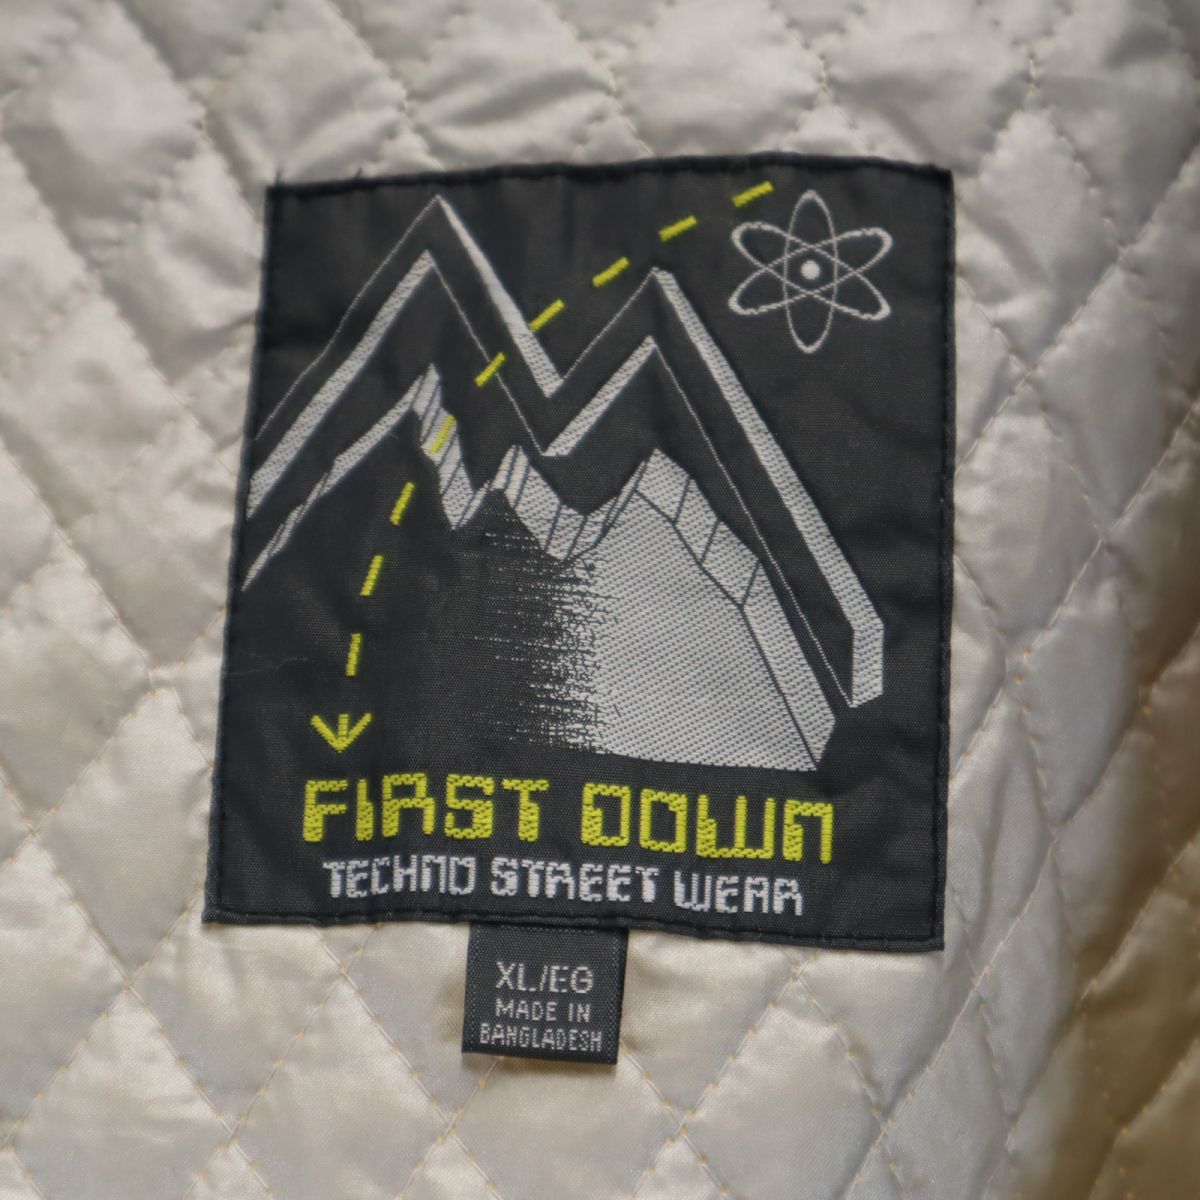 FIRST DOWN
TECHNO STREET WEAR
XL/EG
MADE IN
BANGLADESH